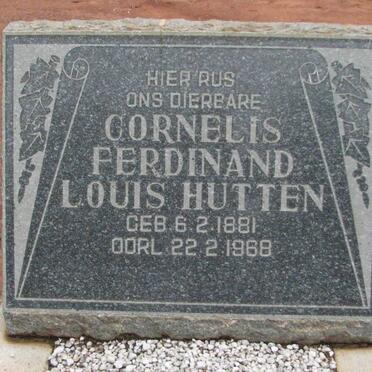 HIER RUS
ONS DIERBARE
CORNELIS
FERDINAND
LOUIS HUTTEN
GEB 6.2.1881
OORL 22.2.1968